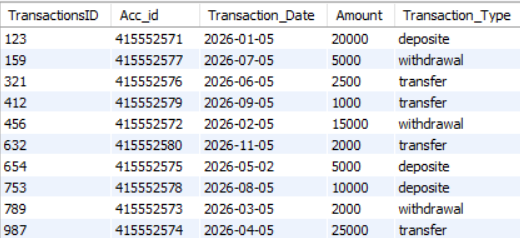 TransactionsID Acc_id Transaction_Date Amount Transaction_Type
123 415552571 2026-01-05 20000 deposite
159 415552577 2026-07-05 5000 withdrawal
321 415552576 2026-06-05 2500 transfer
412 415552579 2026-09-05 1000 transfer
456 415552572 2026-02-05 15000 withdrawal
632 415552580 2026-11-05 2000 transfer
654 415552575 2026-05-02 5000 deposite
753 415552578 2026-08-05 10000 deposite
789 415552573 2026-03-05 2000 withdrawal
987 415552574 2026-04-05 25000 transfer